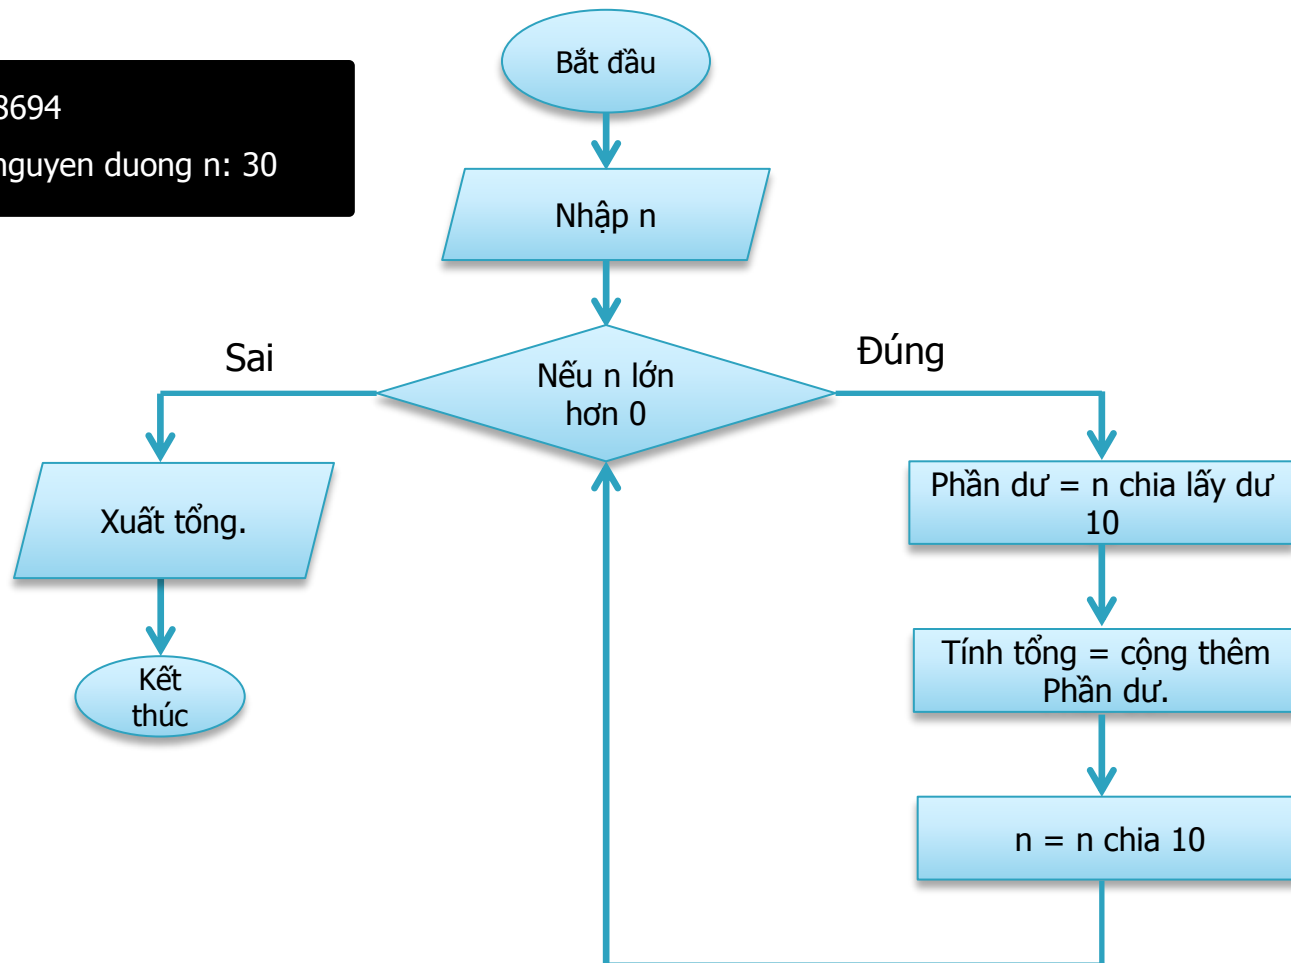 8694
nguyen duong n: 30
Bắt đầu
Nhập n
Sai
Đúng
Nếu n lớn
hơn 0
Xuất tổng.
Phần dư = n chia lấy dư
10
Kết
thúc
Tính tổng = cộng thêm
Phần dư.
n = n chia 10